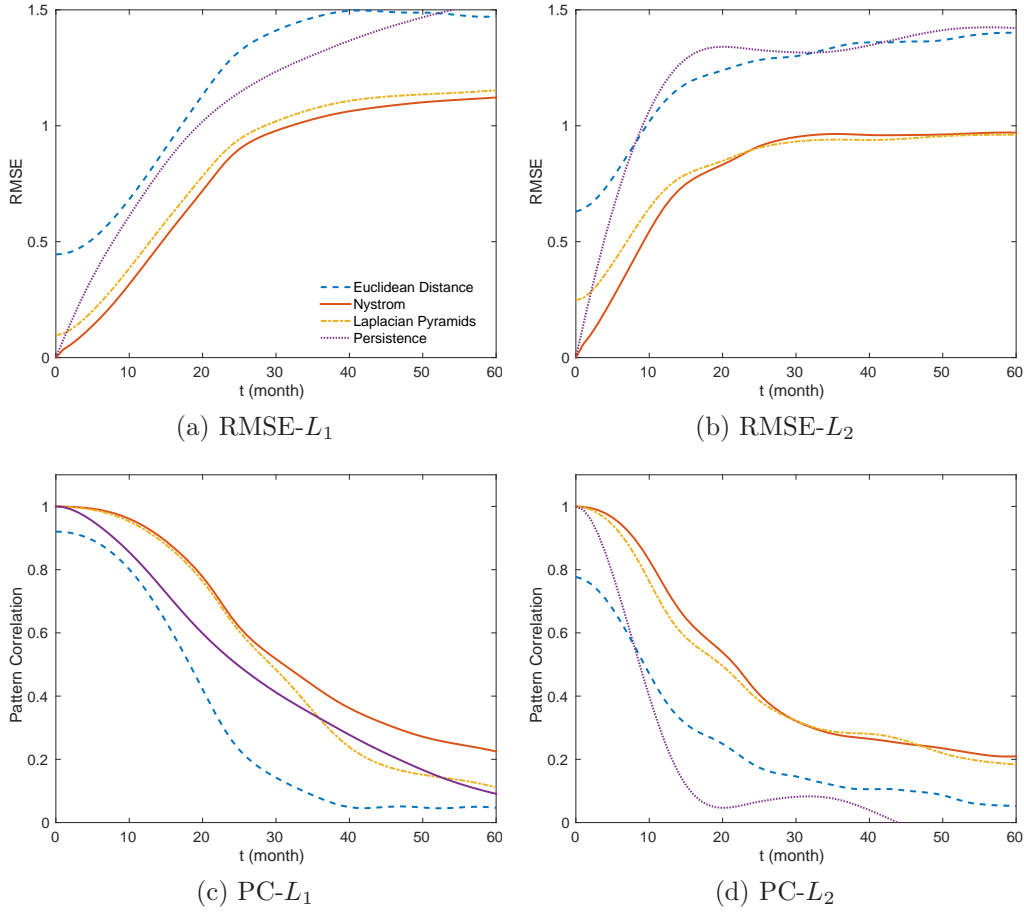 1.5
1
0.5
0
RMSE
0 10 20 30 40 50 60
t (month)
Euclidean Distance
Nystrom
Laplacian Pyramids
Persistence
(a) RMSE-L₁
1.5
1
0.5
0
RMSE
0 10 20 30 40 50 60
t (month)
(b) RMSE-L₂
1
0.8
0.6
0.4
0.2
0
Pattern Correlation
0 10 20 30 40 50 60
t (month)
(c) PC-L₁
1
0.8
0.6
0.4
0.2
0
Pattern Correlation
0 10 20 30 40 50 60
t (month)
(d) PC-L₂